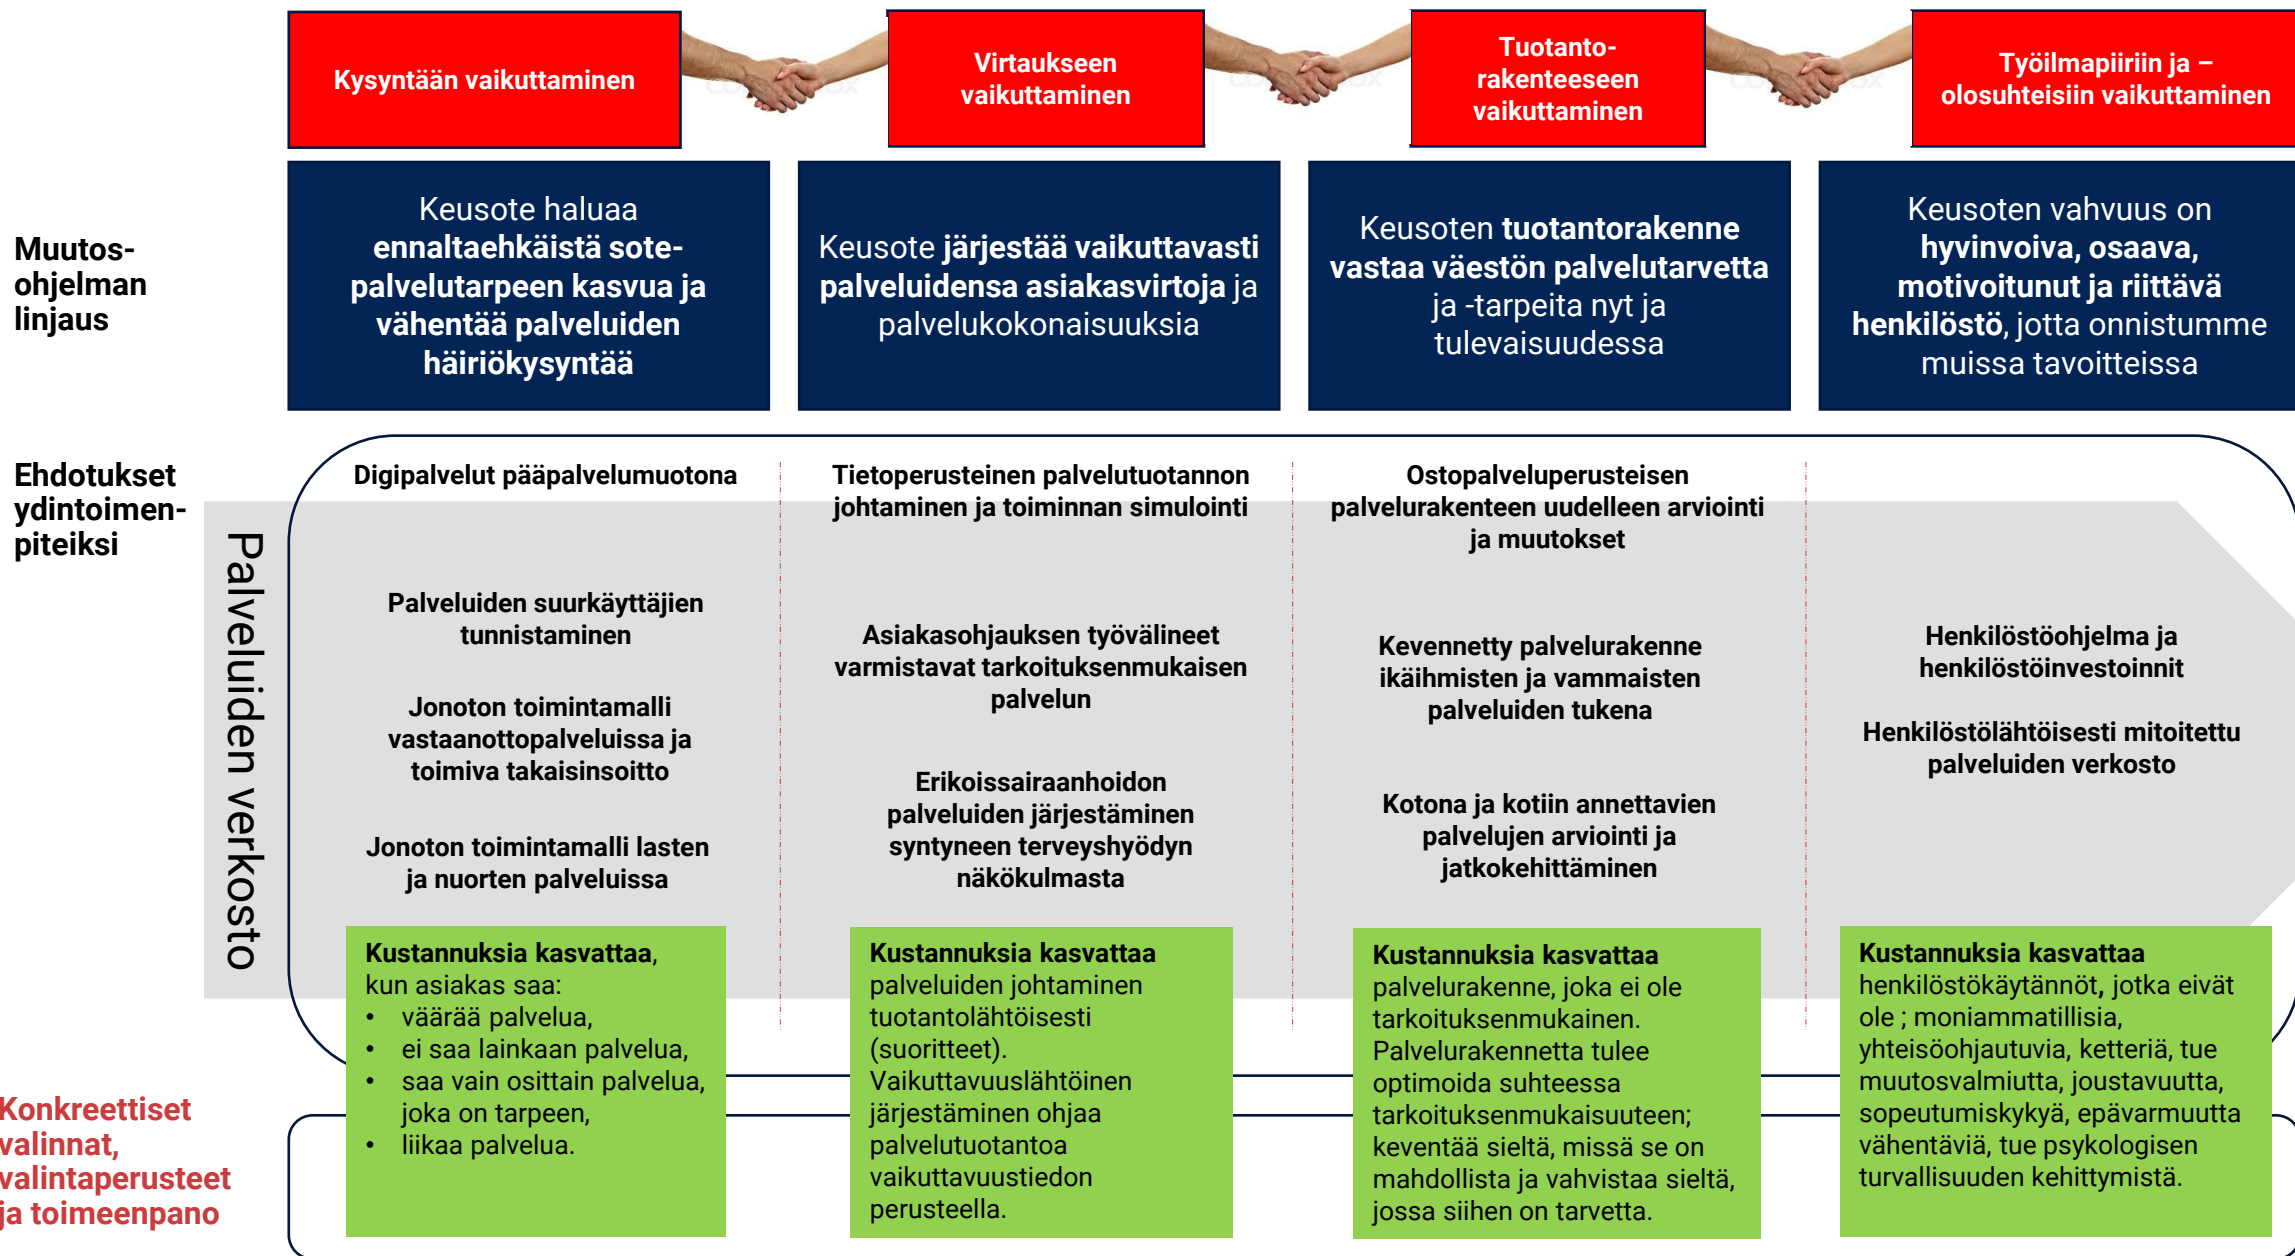 Kysyntään vaikuttaminen
Virtaukseen
vaikuttaminen
Tuotanto-
rakenteeseen
vaikuttaminen
Työilmapiiriin ja –
olosuhteisiin vaikuttaminen
Muutos-
ohjelman
linjaus
Keusote haluaa
ennaltaehkäistä sote-
palvelutarpeen kasvua ja
vähentää palveluiden
häiriökysyntää
Keusote järjestää vaikuttavasti
palveluidensa asiakasvirtoja ja
palvelukokonaisuuksia
Keusoten tuotantorakenne
vastaa väestön palvelutarvetta
ja -tarpeita nyt ja
tulevaisuudessa
Keusoten vahvuus on
hyvinvoiva, osaava,
motivoitunut ja riittävä
henkilöstö, jotta onnistumme
muissa tavoitteissa
Ehdotukset
ydintoimen-
piteiksi
Palveluiden verkosto
Digipalvelut pääpalvelumuotona
Palveluiden suurkäyttäjien
tunnistaminen
Jonoton toimintamalli
vastaanottopalveluissa ja
toimiva takaisinsoitto
Jonoton toimintamalli lasten
ja nuorten palveluissa
Tietoperusteinen palvelutuotannon
johtaminen ja toiminnan simulointi
Asiakasohjauksen työvälineet
varmistavat tarkoituksenmukaisen
palvelun
Erikoissairaanhoidon
palveluiden järjestäminen
syntyneen terveyshyödyn
näkökulmasta
Ostopalveluperusteisen
palvelurakenteen uudelleen arviointi
ja muutokset
Kevennetty palvelurakenne
ikäihmisten ja vammaisten
palveluiden tukena
Kotona ja kotiin annettavien
palvelujen arviointi ja
jatkokehittäminen
Henkilöstöohjelma ja
henkilöstöinvestoinnit
Henkilöstölähtöisesti mitoitettu
palveluiden verkosto
Konkreettiset
valinnat,
valintaperusteet
ja toimeenpano
Kustannuksia kasvattaa,
kun asiakas saa:
• väärää palvelua,
• ei saa lainkaan palvelua,
• saa vain osittain palvelua,
joka on tarpeen,
• liikaa palvelua.
Kustannuksia kasvattaa
palveluiden johtaminen
tuotantolähtöisesti
(suoritteet).
Vaikuttavuuslähtöinen
järjestäminen ohjaa
palvelutuotantoa
vaikuttavuustiedon
perusteella.
Kustannuksia kasvattaa
palvelurakenne, joka ei ole
tarkoituksenmukainen.
Palvelurakennetta tulee
optimoida suhteessa
tarkoituksenmukaisuuteen;
keventää sieltä, missä se on
mahdollista ja vahvistaa sieltä,
jossa siihen on tarvetta.
Kustannuksia kasvattaa
henkilöstökäytännöt, jotka eivät
ole ; moniammatillisia,
yhteisöohjautuvia, ketteriä, tue
muutosvalmiutta, joustavuutta,
sopeutumiskykyä, epävarmuutta
vähentäviä, tue psykologisen
turvallisuuden kehittymistä.